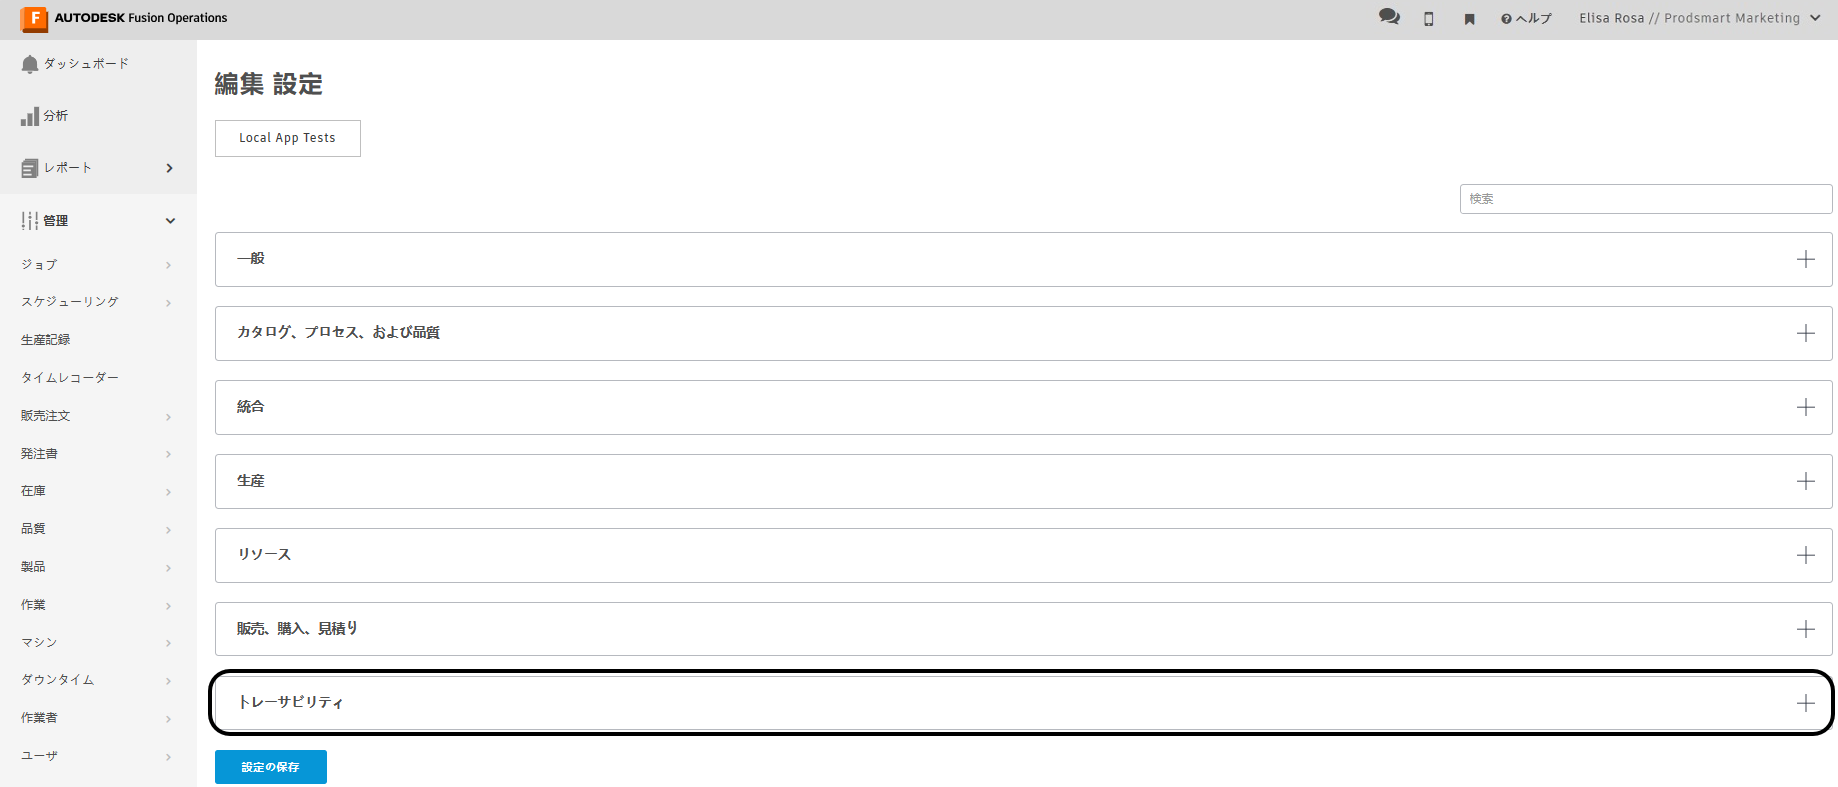 F AUTODESK Fusion Operations
ヘルプ
Elisa Rosa // Prodsmart Marketing
ダッシュボード
分析
レポート
管理
ジョブ
スケジューリング
生産記録
タイムレコーダー
販売注文
発注書
在庫
品質
製品
作業
マシン
ダウンタイム
作業者
ユーザ
編集 設定
Local App Tests
検索
一般
カタログ、プロセス、および品質
統合
生産
リソース
販売、購入、見積り
トレーサビリティ
設定の保存